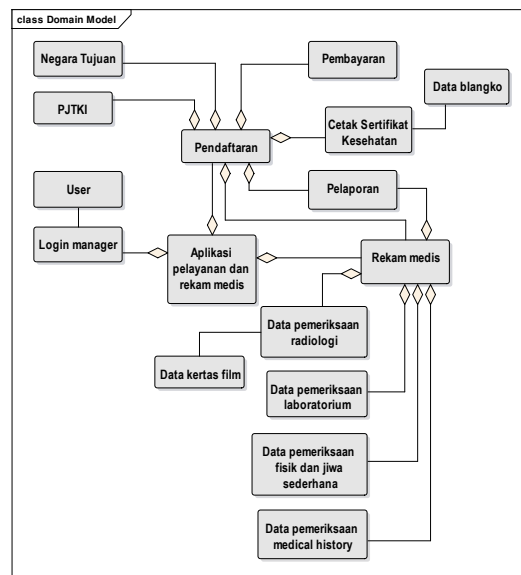 class Domain Model
Negara Tujuan
Pembayaran
Data blangko
PJTKI
Cetak Sertifikat
Kesehatan
Pendaftaran
User
Pelaporan
Login manager
Aplikasi
pelayanan dan
rekam medis
Rekam medis
Data pemeriksaan
radiologi
Data kertas film
Data pemeriksaan
laboratorium
Data pemeriksaan
fisik dan jiwa
sederhana
Data pemeriksaan
medical history